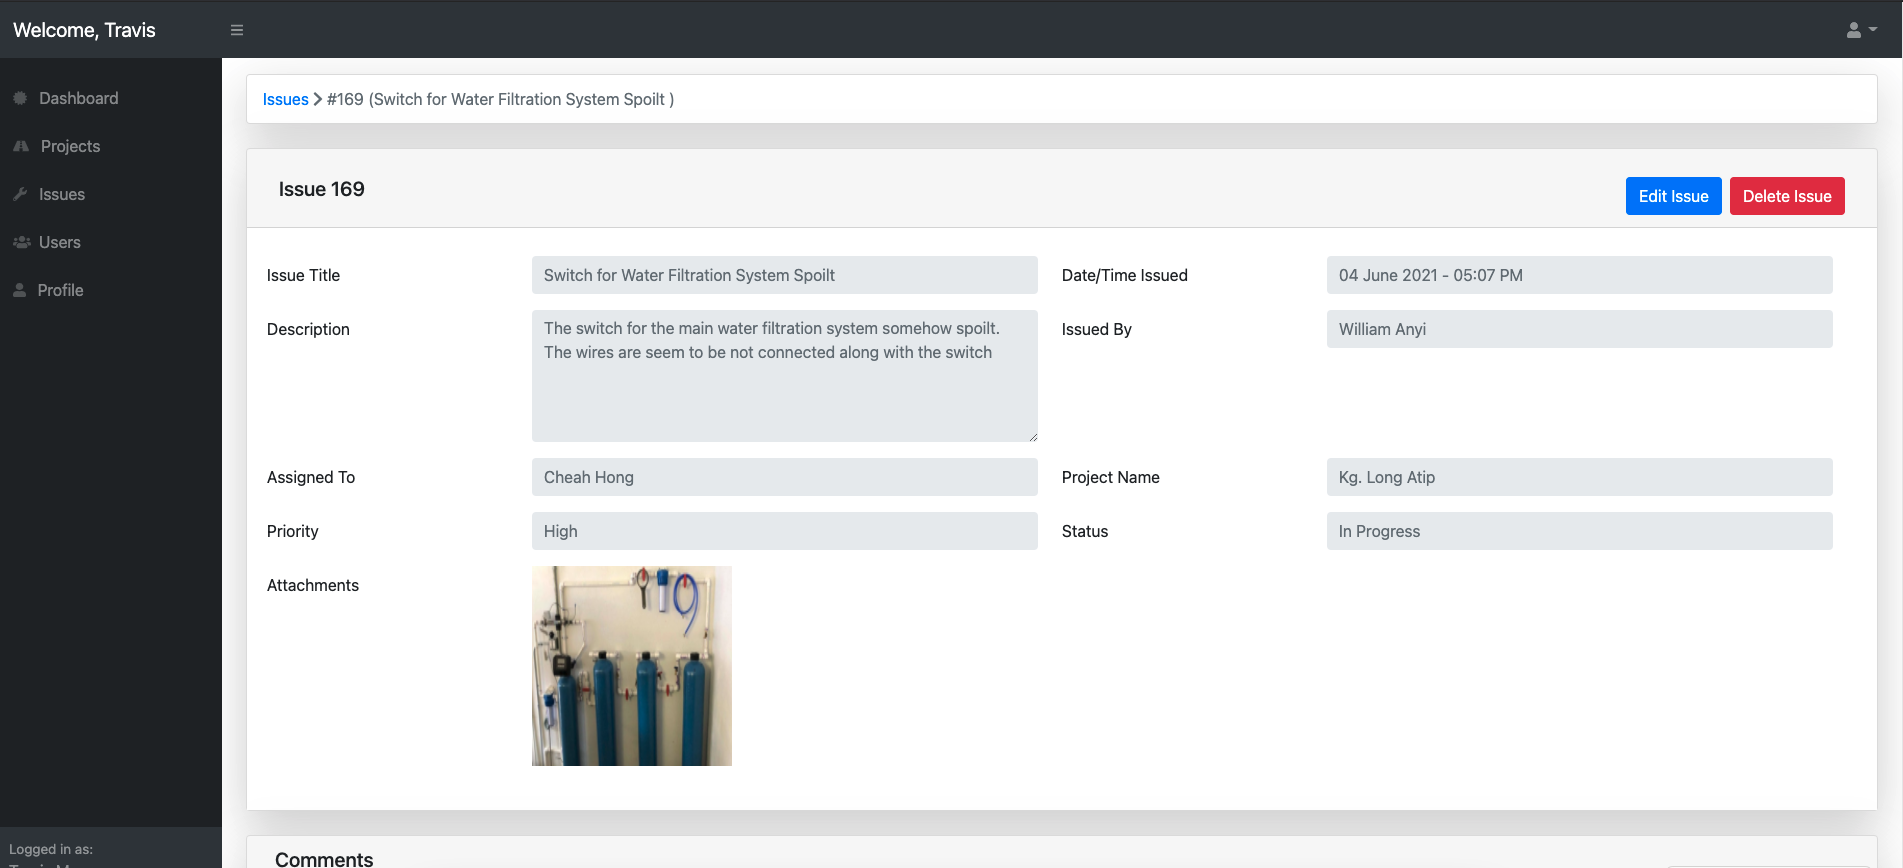 Welcome, Travis
Dashboard
Projects
Issues
Users
Profile
Logged in as:
Issues > #169 (Switch for Water Filtration System Spoilt )
Issue 169
Edit Issue
Delete Issue
Issue Title
Switch for Water Filtration System Spoilt
Date/Time Issued
04 June 2021 - 05:07 PM
Description
The switch for the main water filtration system somehow spoilt.
The wires are seem to be not connected along with the switch
Issued By
William Anyi
Assigned To
Cheah Hong
Project Name
Kg. Long Atip
Priority
High
Status
In Progress
Attachments
Comments